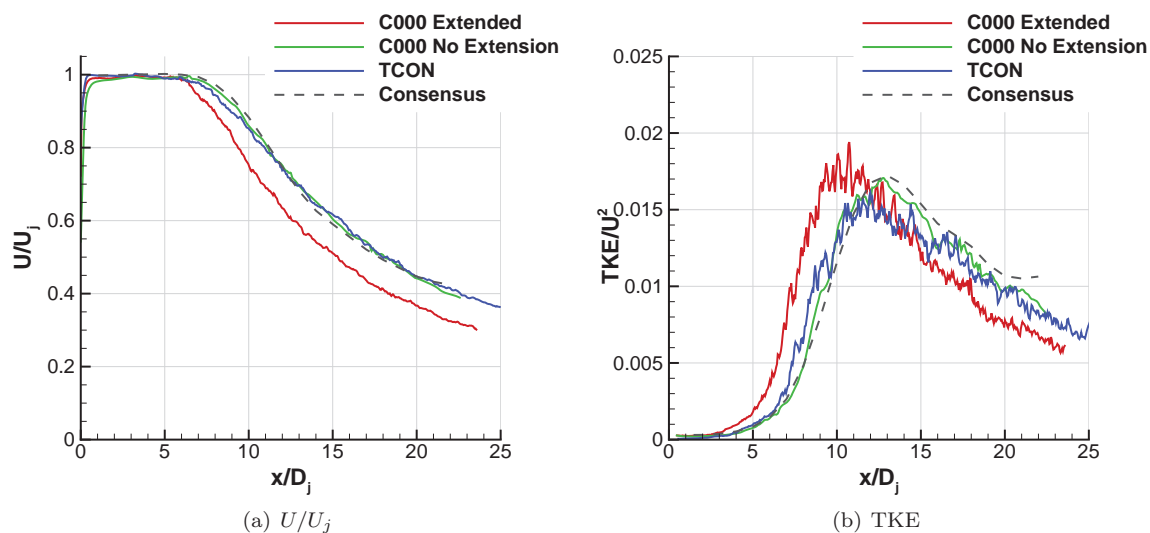 C000 Extended
C000 No Extension
TCON
Consensus
U/Uj
1
0.8
0.6
0.4
0.2
0
0 5 10 15 20 25
x/Dj
(a) U/Uj
C000 Extended
C000 No Extension
TCON
Consensus
TKE/U²
0.025
0.02
0.015
0.01
0.005
0
0 5 10 15 20 25
x/Dj
(b) TKE